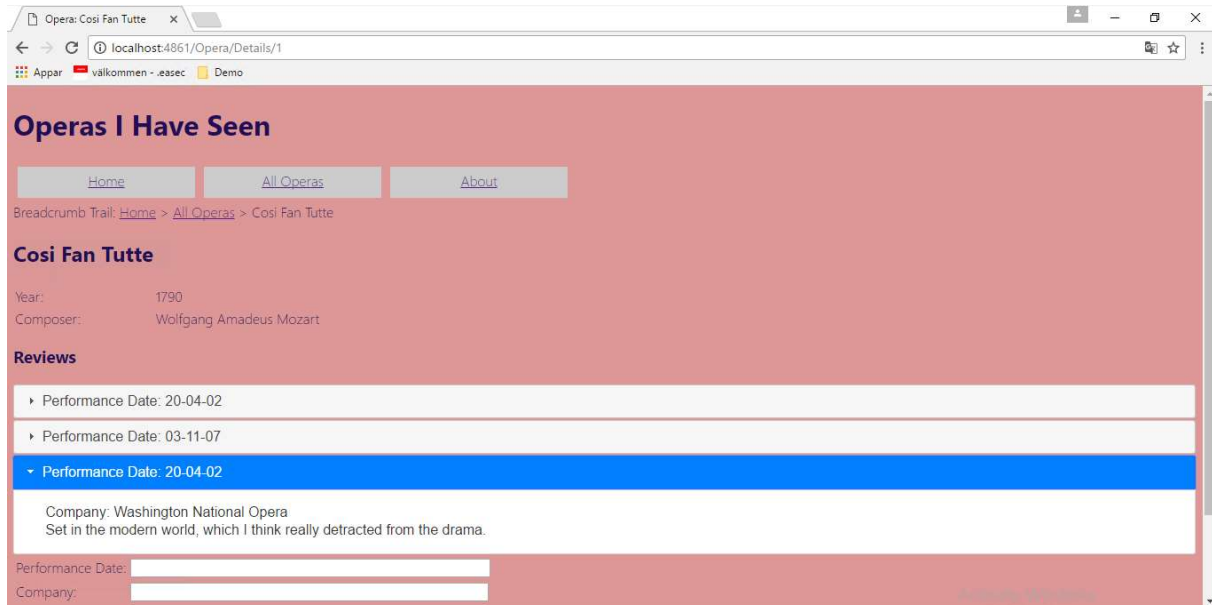 Opera: Cosi Fan Tutte
localhost:4861/Opera/Details/1
Appar välkommen - .easec Demo
Operas I Have Seen
Home All Operas About
Breadcrumb Trail: Home > All Operas > Cosi Fan Tutte
Cosi Fan Tutte
Year: 1790
Composer: Wolfgang Amadeus Mozart
Reviews
Performance Date: 20-04-02
Performance Date: 03-11-07
Performance Date: 20-04-02
Company: Washington National Opera
Set in the modern world, which I think really detracted from the drama.
Performance Date:
Company: